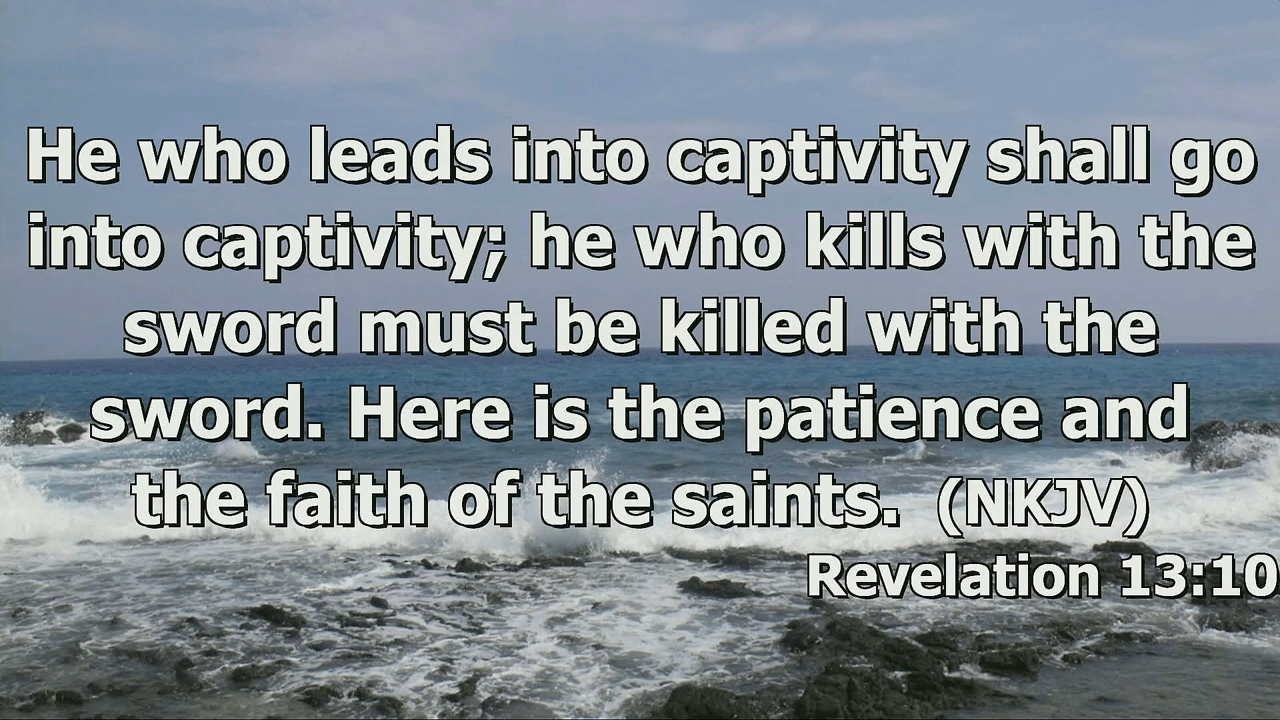 He who leads into captivity shall go
into captivity; he who kills with the
sword must be killed with the
sword. Here is the patience and
the faith of the saints.  (NKJV)
Revelation 13:10